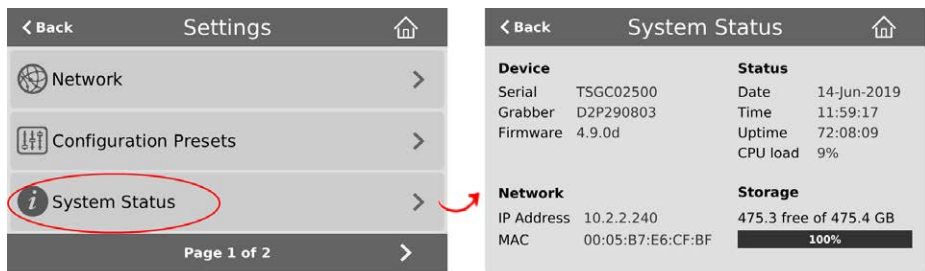 Back Settings
Network
Configuration Presets
System Status
Page 1 of 2
Back System Status
Device
Serial TSGC02500
Grabber D2P290803
Firmware 4.9.0d
Status
Date 14-Jun-2019
Time 11:59:17
Uptime 72:08:09
CPU load 9%
Network
IP Address 10.2.2.240
MAC 00:05:B7:E6:CF:BF
Storage
475.3 free of 475.4 GB
100%